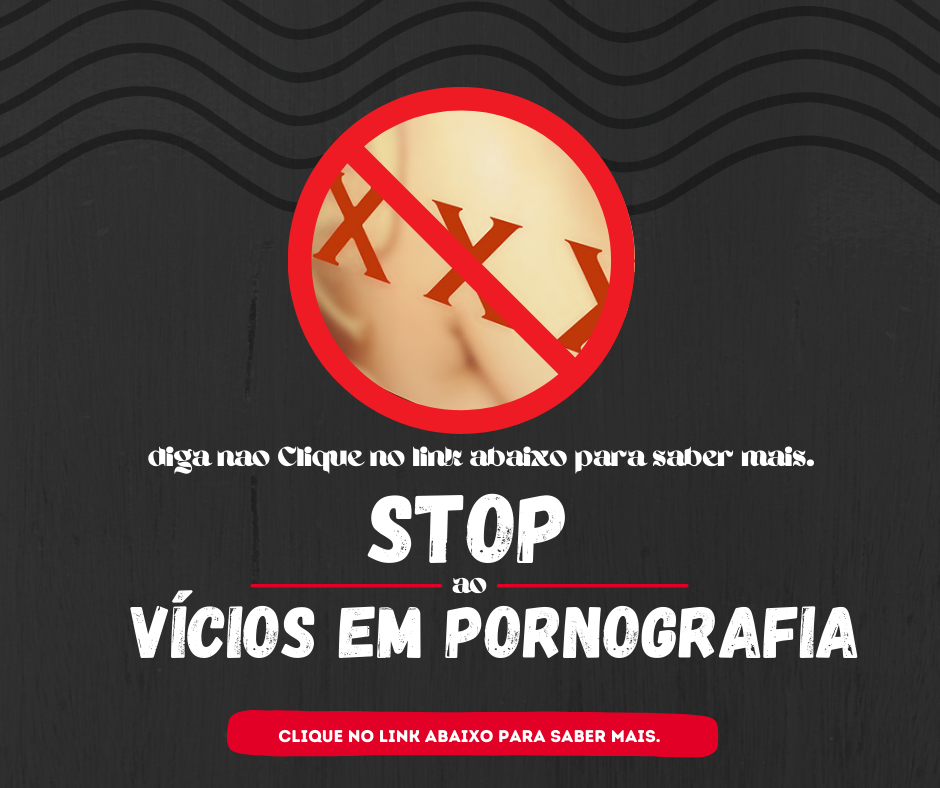 X X X
diga nao Clique no link abaixo para saber mais.
STOP
ao
VÍCIOS EM PORNOGRAFIA
CLIQUE NO LINK ABAIXO PARA SABER MAIS.